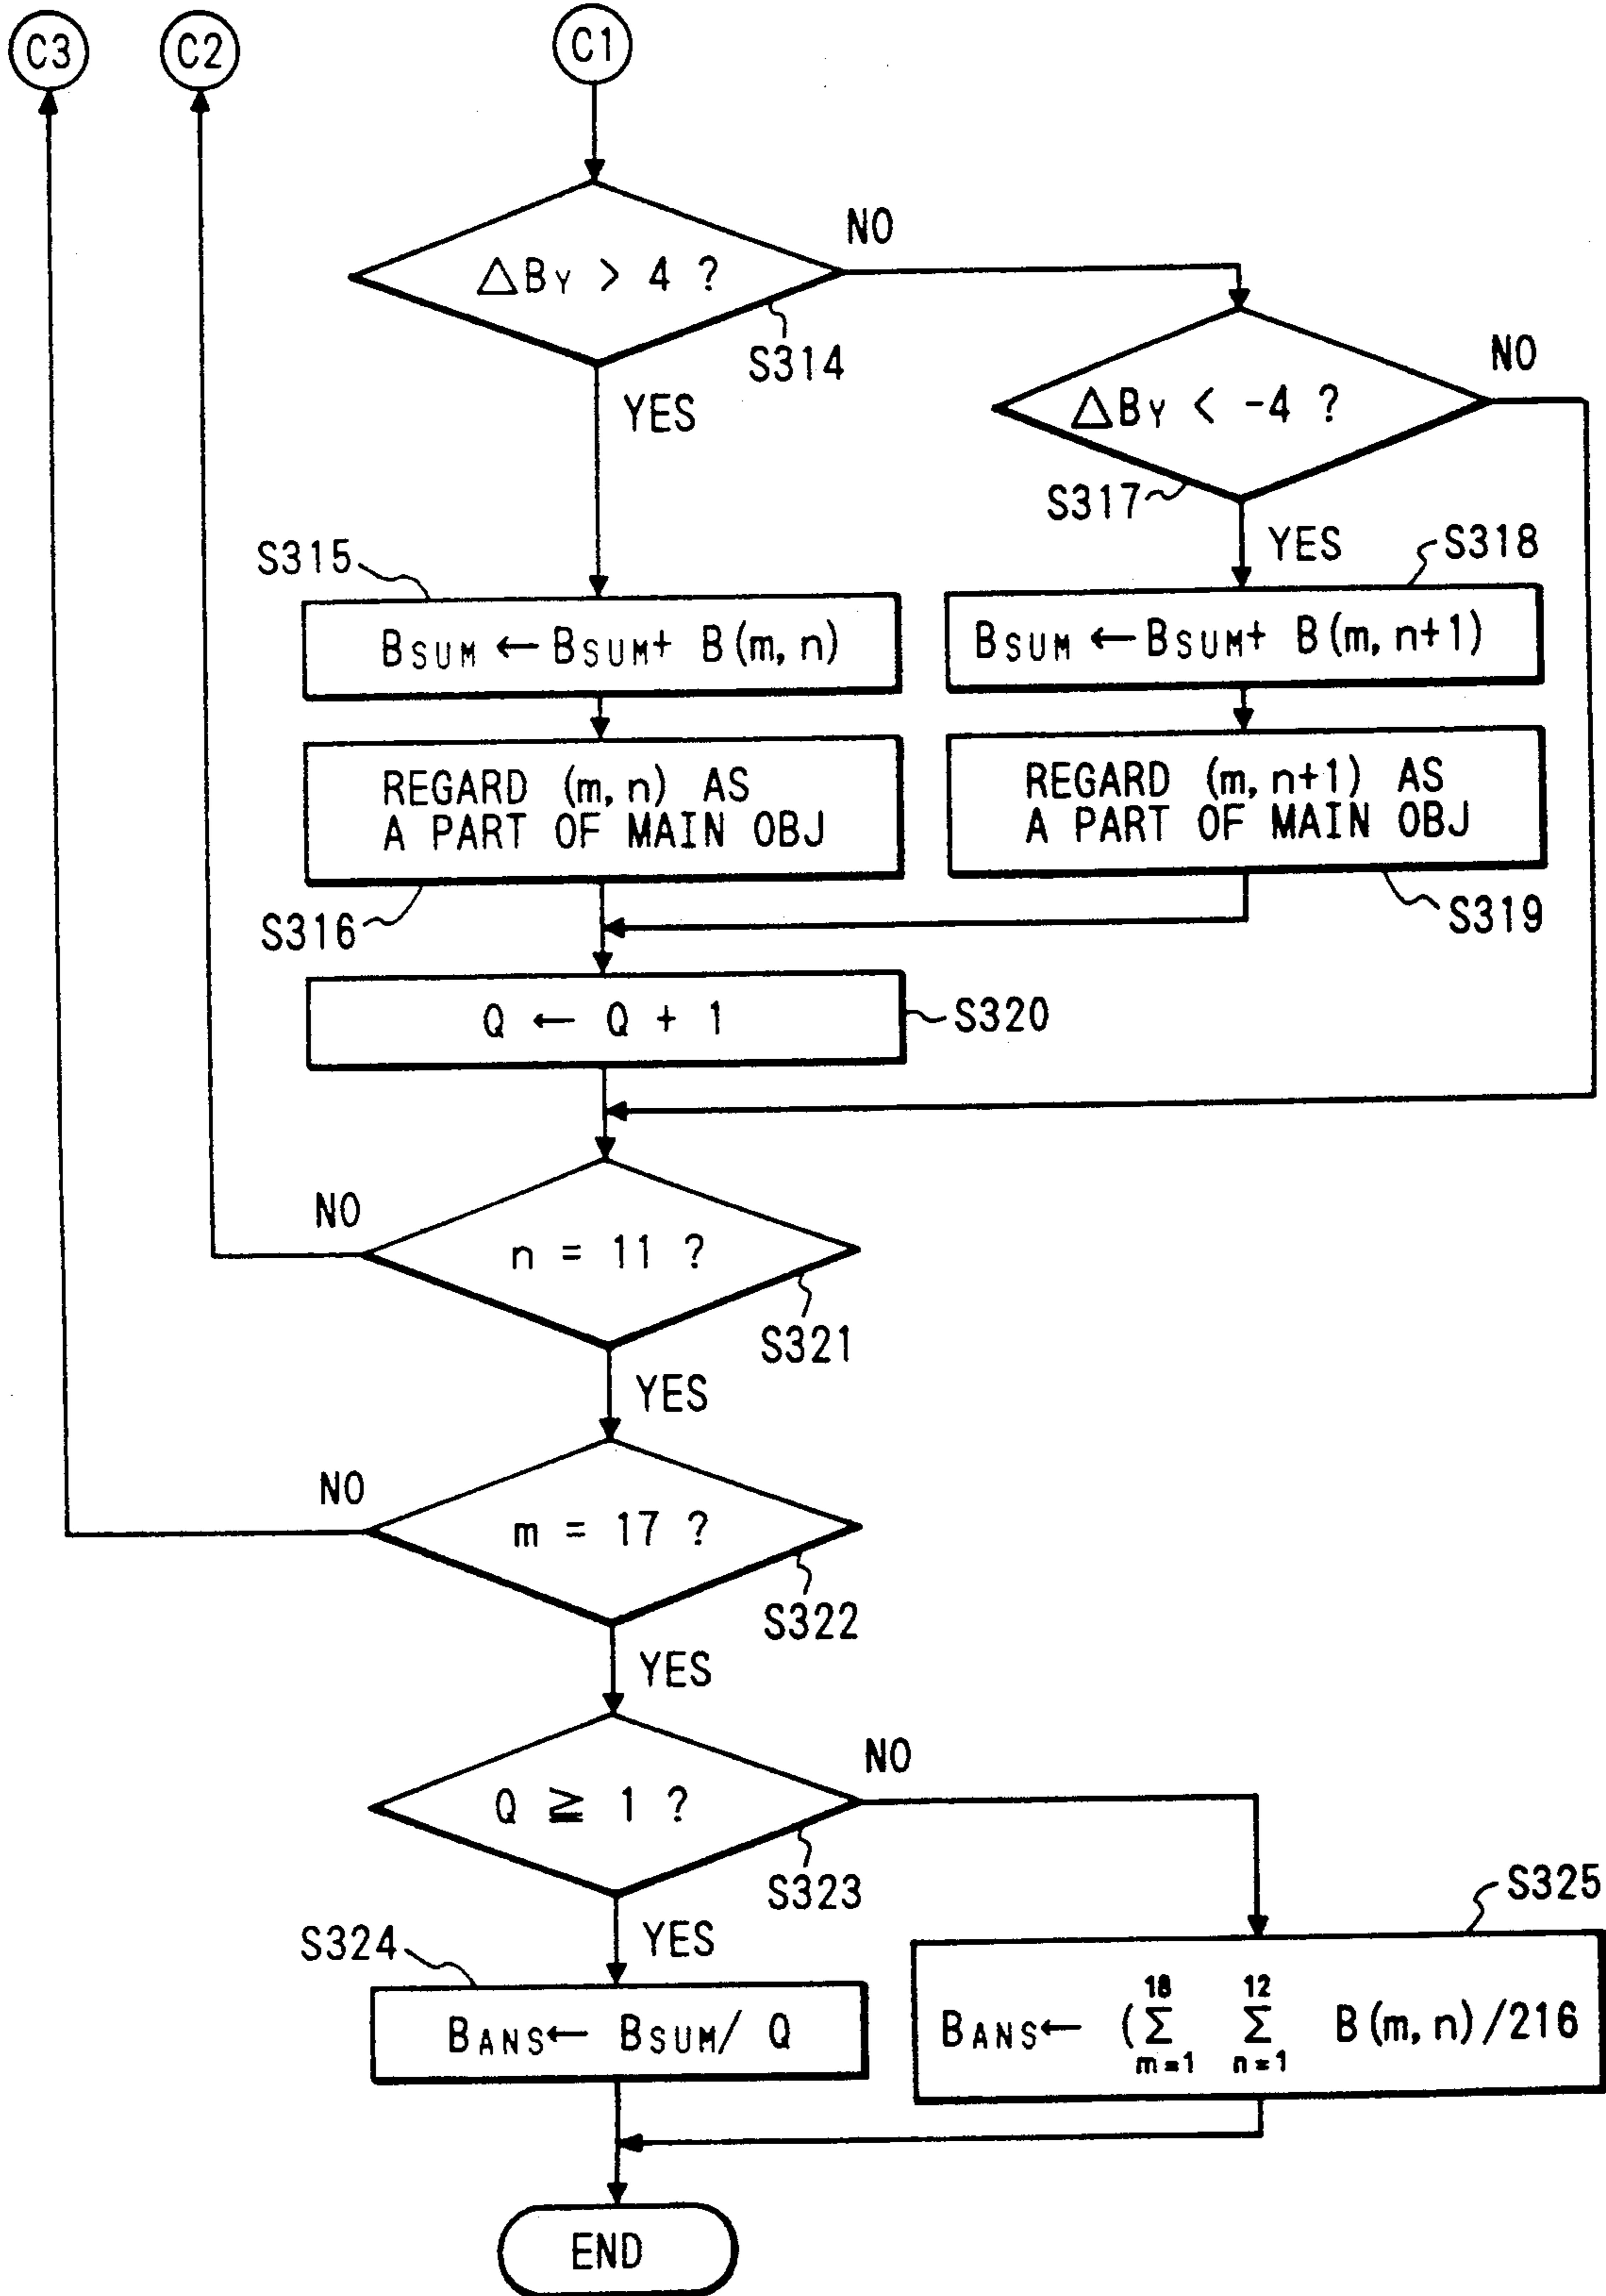 C3
C2
C1
△BY > 4 ?
NO
S314
YES
△BY < -4 ?
NO
S317
YES
S315
BSUM ← BSUM+ B(m, n)
S318
BSUM ← BSUM+ B(m, n+1)
REGARD (m, n) AS
A PART OF MAIN OBJ
S316
REGARD (m, n+1) AS
A PART OF MAIN OBJ
S319
Q ← Q + 1
S320
NO
n = 11 ?
S321
YES
NO
m = 17 ?
S322
YES
Q ≧ 1 ?
NO
S323
YES
S324
BANS← BSUM/ Q
S325
BANS← (18∑m=1 12∑n=1 B(m, n)/216
END